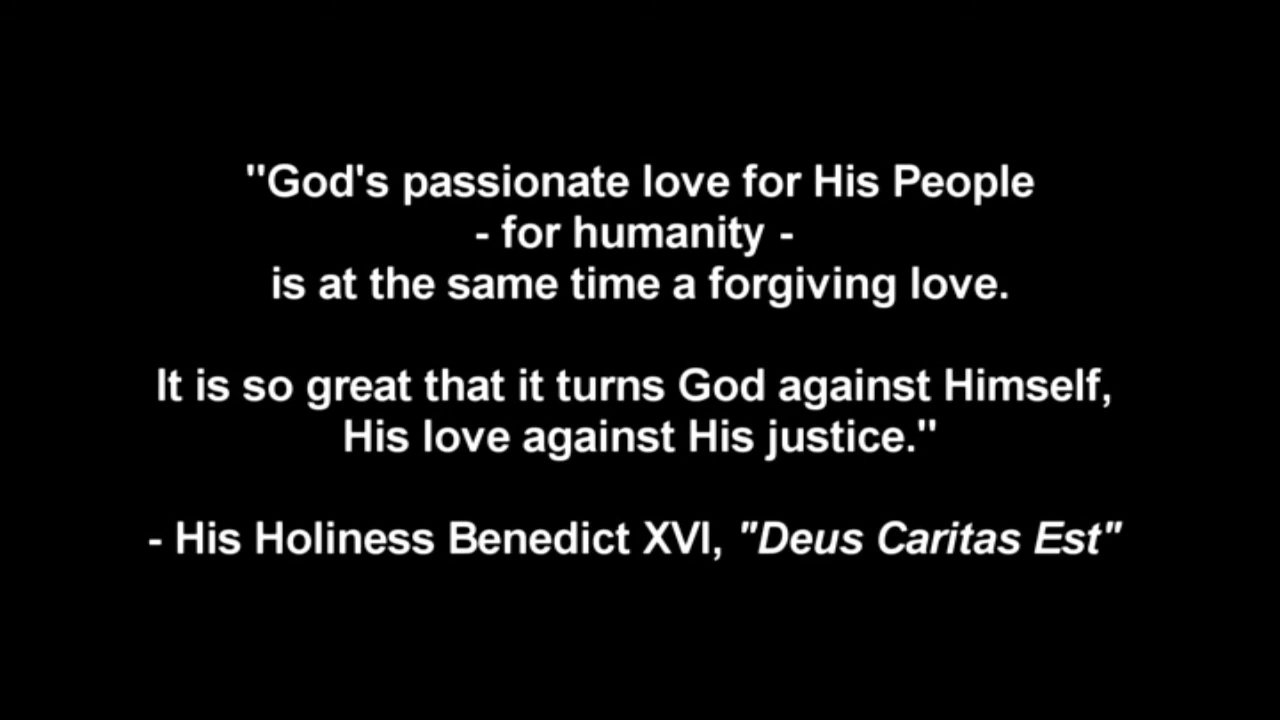 "God's passionate love for His People
- for humanity -
is at the same time a forgiving love.
It is so great that it turns God against Himself,
His love against His justice."
- His Holiness Benedict XVI, "Deus Caritas Est"